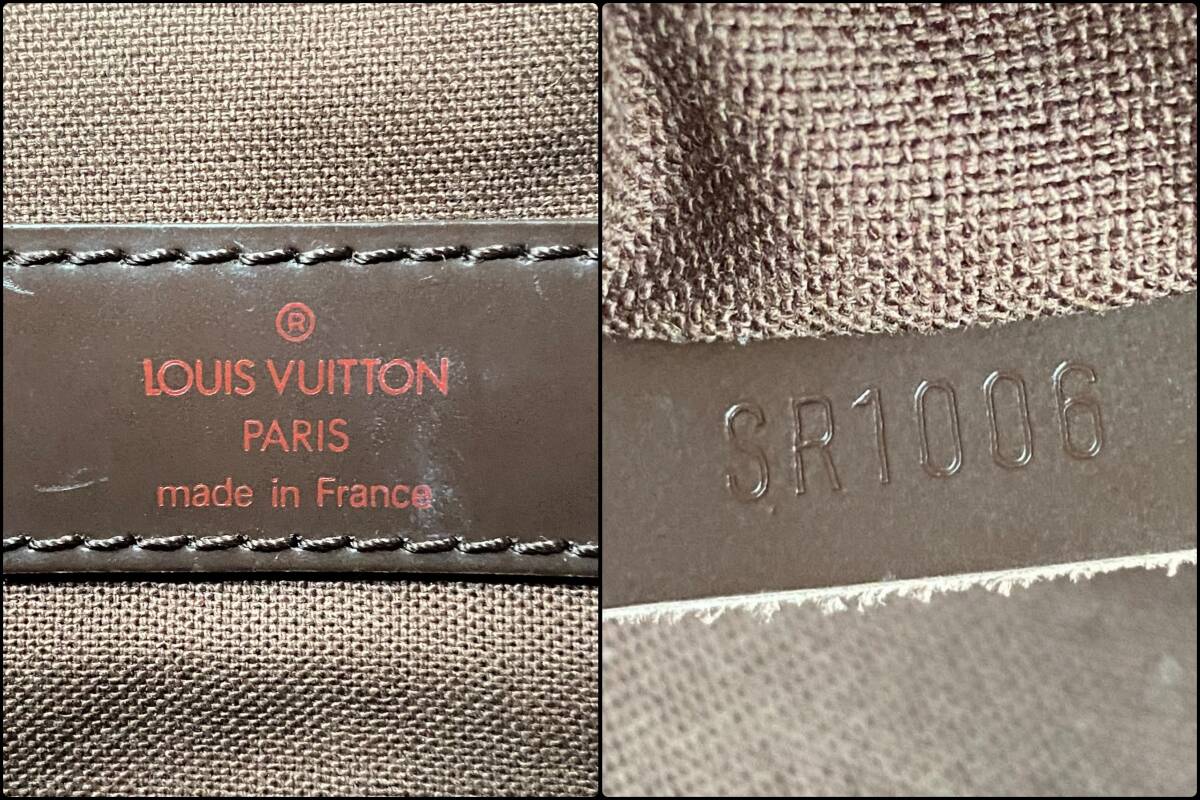 ®
LOUIS VUITTON
PARIS
made in France
SR1006